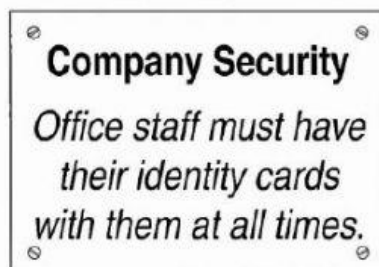 Company Security
Office staff must have
their identity cards
with them at all times.